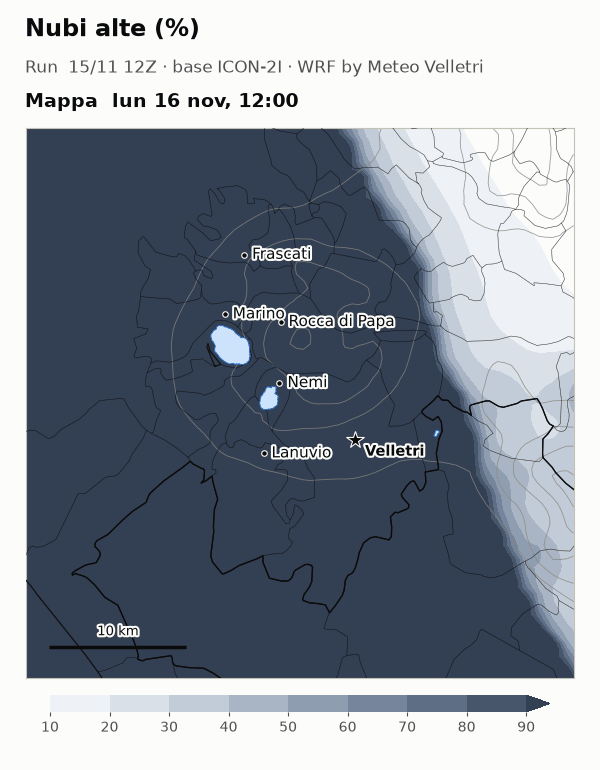 Nubi alte (%)
Run  15/11 12Z · base ICON-2I · WRF by Meteo Velletri
Mappa  lun 16 nov, 12:00
Frascati
Marino
Rocca di Papa
Nemi
Velletri
Lanuvio
10 km
10 20 30 40 50 60 70 80 90